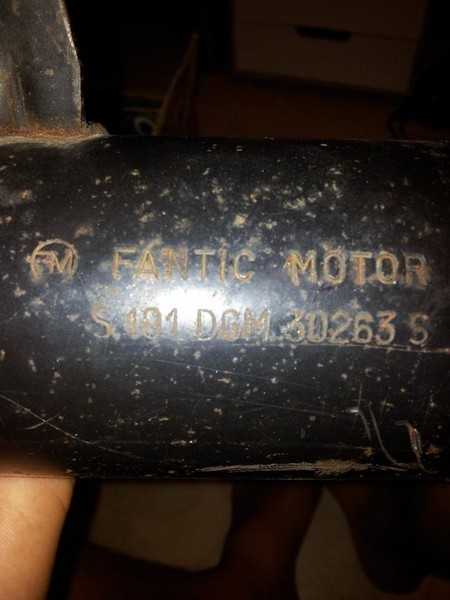 FM FANTIC MOTOR
S.101 DGM.30263 S